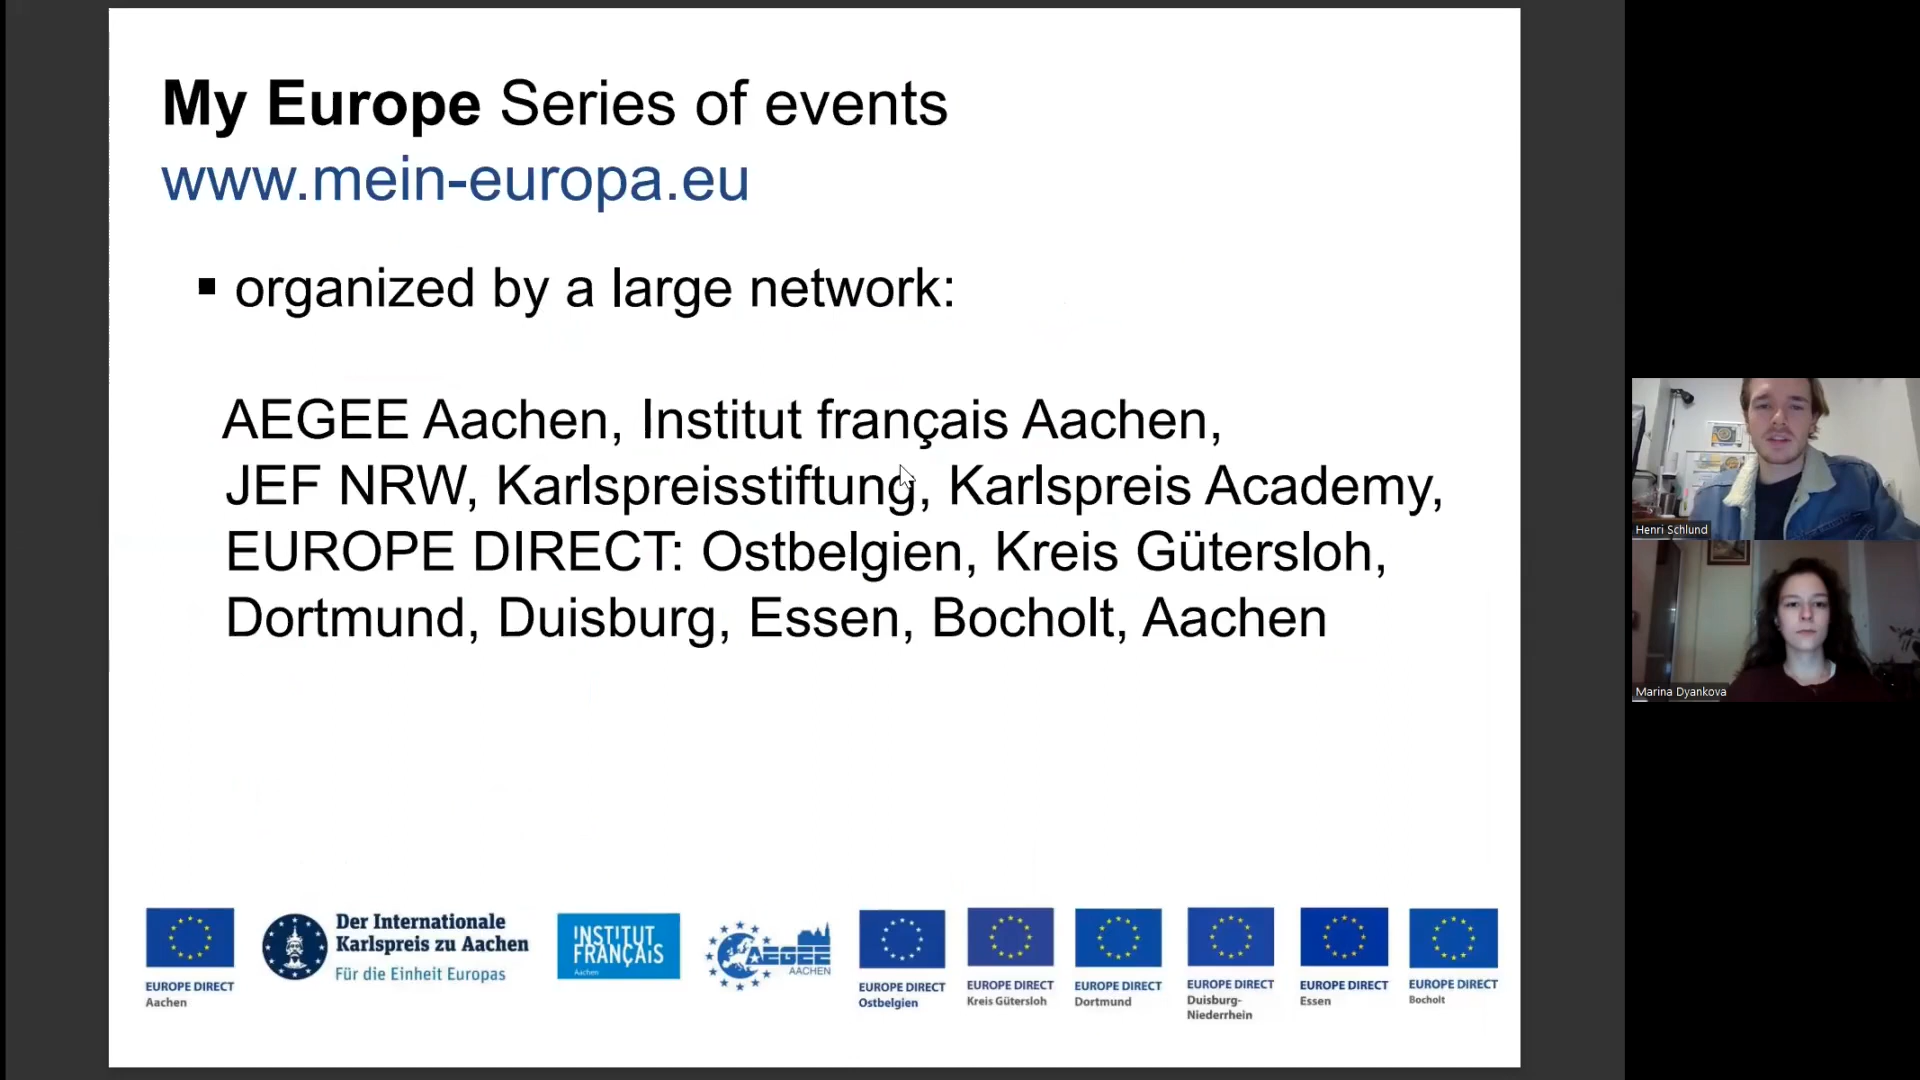 My Europe Series of events
www.mein-europa.eu
▪ organized by a large network:
AEGEE Aachen, Institut français Aachen,
JEF NRW, Karlspreisstiftung, Karlspreis Academy,
EUROPE DIRECT: Ostbelgien, Kreis Gütersloh,
Dortmund, Duisburg, Essen, Bocholt, Aachen
EUROPE DIRECT
Aachen
Der Internationale
Karlspreis zu Aachen
Für die Einheit Europas
INSTITUT
FRANÇAIS
Aachen
AEGEE
AACHEN
EUROPE DIRECT
Ostbelgien
EUROPE DIRECT
Kreis Gütersloh
EUROPE DIRECT
Dortmund
EUROPE DIRECT
Duisburg-
Niederrhein
EUROPE DIRECT
Essen
EUROPE DIRECT
Bocholt
Henri Schlund
Marina Dyankova